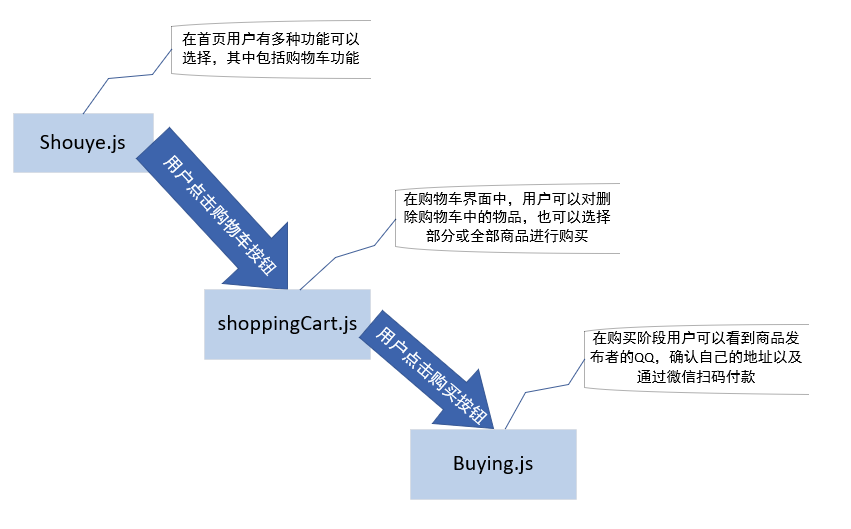 在首页用户有多种功能可以
选择，其中包括购物车功能
Shouye.js
用户点击购物车按钮
在购物车界面中，用户可以对删
除购物车中的物品，也可以选择
部分或全部商品进行购买
shoppingCart.js
用户点击购买按钮
在购买阶段用户可以看到商品发
布者的QQ，确认自己的地址以及
通过微信扫码付款
Buying.js